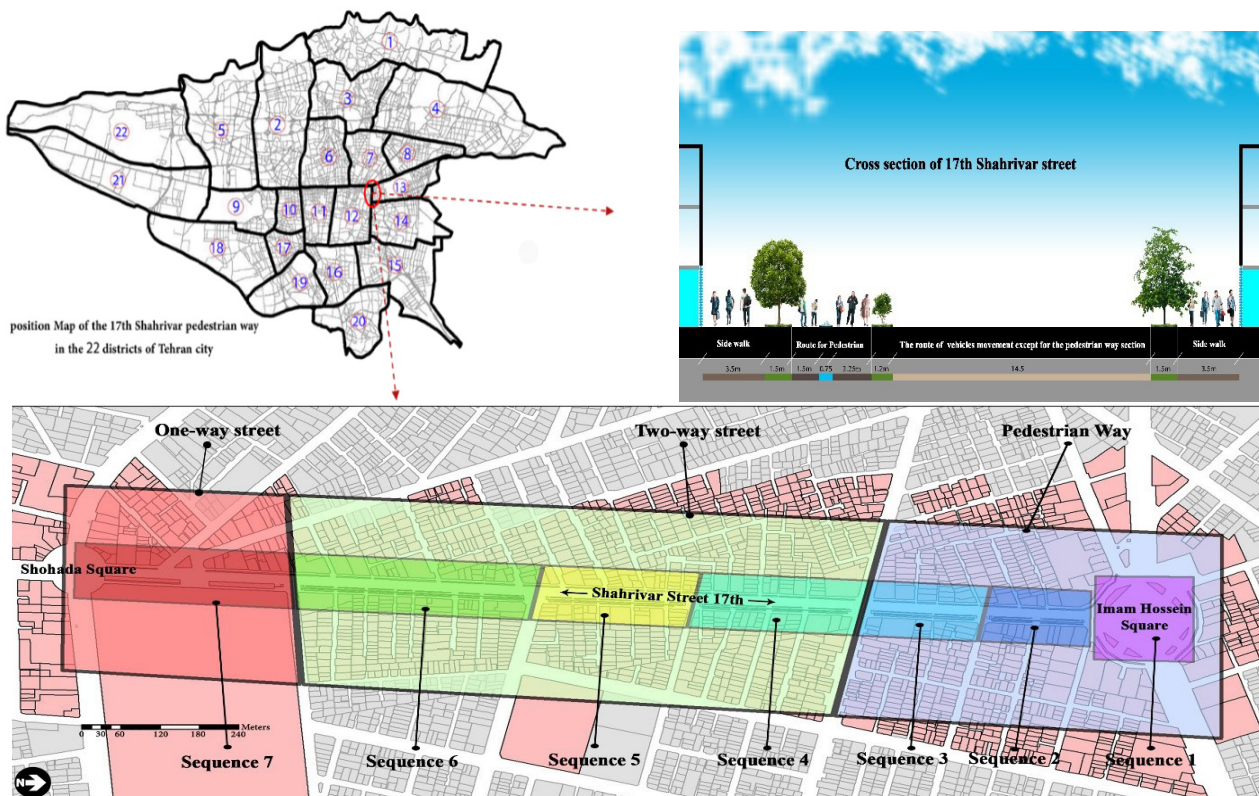 1
3
4
2
5
22
6
7
8
21
13
9
10
11
12
14
18
17
15
16
19
20
position Map of the 17th Shahrivar pedestrian way
in the 22 districts of Tehran city
Cross section of 17th Shahrivar street
Side walk
Route for Pedestrian
The route of vehicles movement except for the pedestrian way section
Side walk
3.5m
1.5m
1.5m
0.75
2.25m
1.2m
14.5
1.5m
3.5m
One-way street
Two-way street
Pedestrian Way
Shohada Square
Shahrivar Street 17th
Imam Hossein
Square
Meters
0 30 60 120 180 240
Sequence 7
Sequence 6
Sequence 5
Sequence 4
Sequence 3
Sequence 2
Sequence 1
N